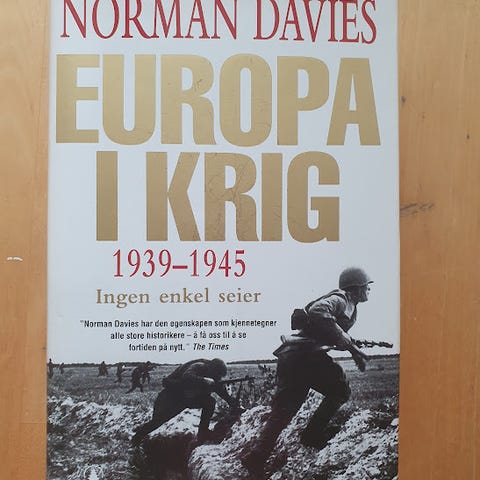 NORMAN DAVIES
EUROPA
I KRIG
1939–1945
Ingen enkel seier
"Norman Davies har den egenskapen som kjennetegner
alle store historikere – å få oss til å se
fortiden på nytt." The Times